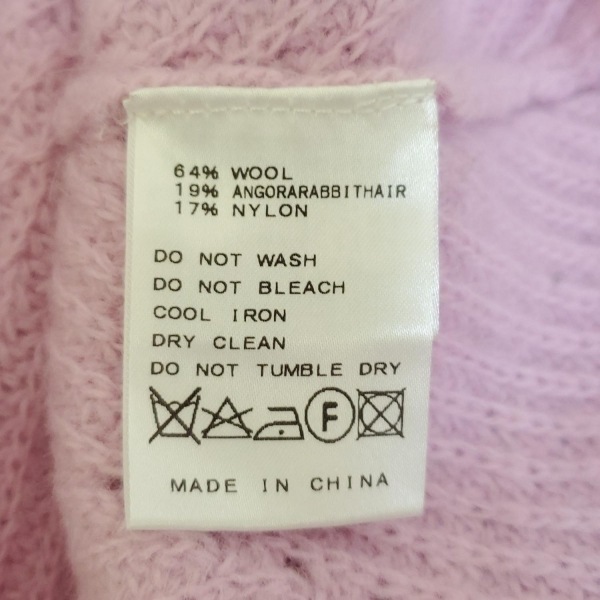 64% WOOL
19% ANGORARABBITHAIR
17% NYLON
DO NOT WASH
DO NOT BLEACH
COOL IRON
DRY CLEAN
DO NOT TUMBLE DRY
F
MADE IN CHINA